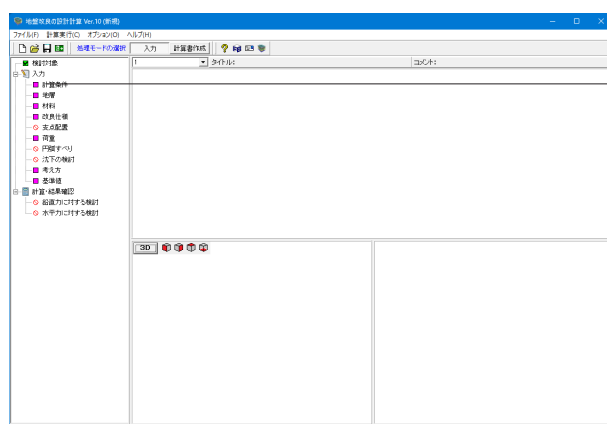 地盤改良の設計計算 Ver.10 (新規)
ファイル(F) 計算実行(C) オプション(O) ヘルプ(H)
処理モードの選択 入力 計算書作成
検討対象
1 タイトル: コメント:
入力
計算条件
地層
材料
改良仕様
支点配置
荷重
円弧すべり
沈下の検討
考え方
基準値
計算・結果確認
鉛直力に対する検討
水平力に対する検討
3D